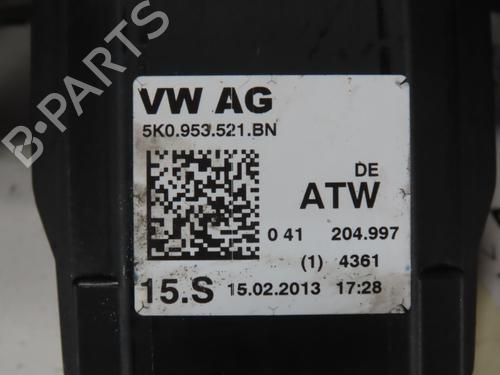 VW AG
5K0.953.521.BN
DE
ATW
0 41 204.997
(1) 4361
15.S 15.02.2013 17:28